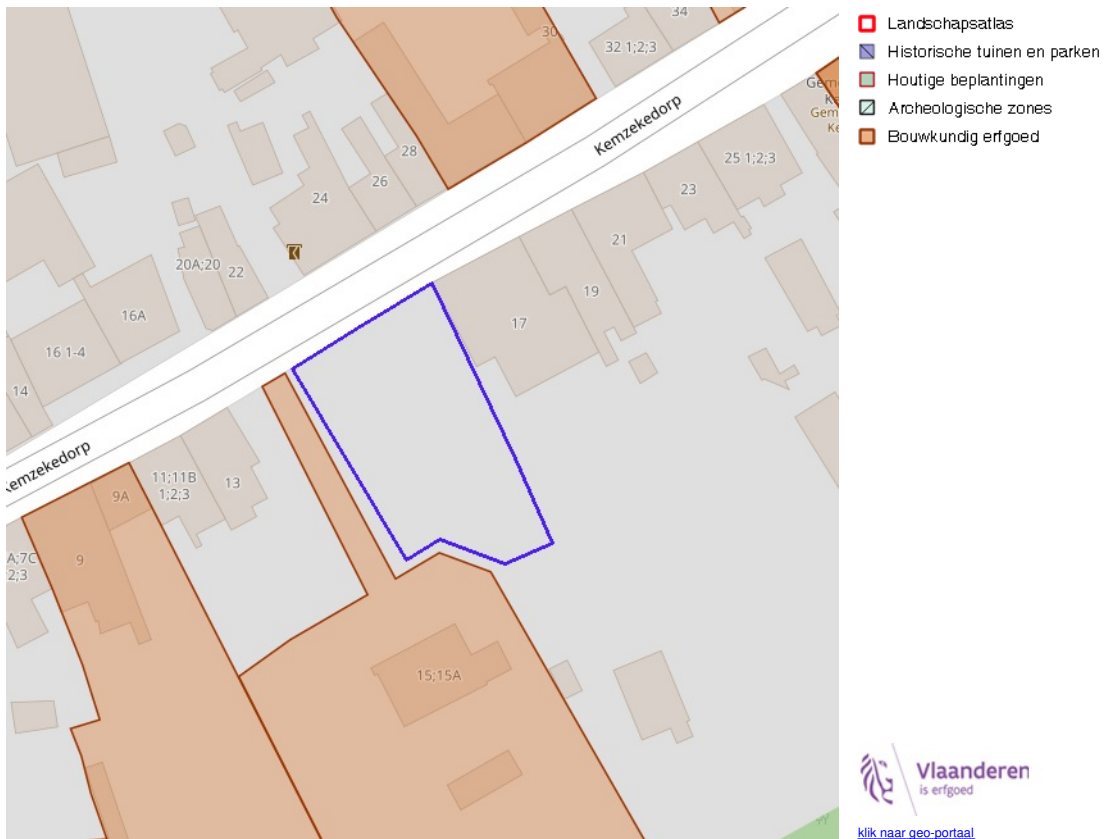 34
30
32 1;2;3
Kemzekedorp
28
26
24
25 1;2;3
23
21
20A;20
22
19
16A
17
16 1-4
14
Kemzekedorp
11;11B
1;2;3
13
9A
9
15;15A
Landschapsatlas
Historische tuinen en parken
Houtige beplantingen
Archeologische zones
Bouwkundig erfgoed
Vlaanderen
is erfgoed
klik naar geo-portaal